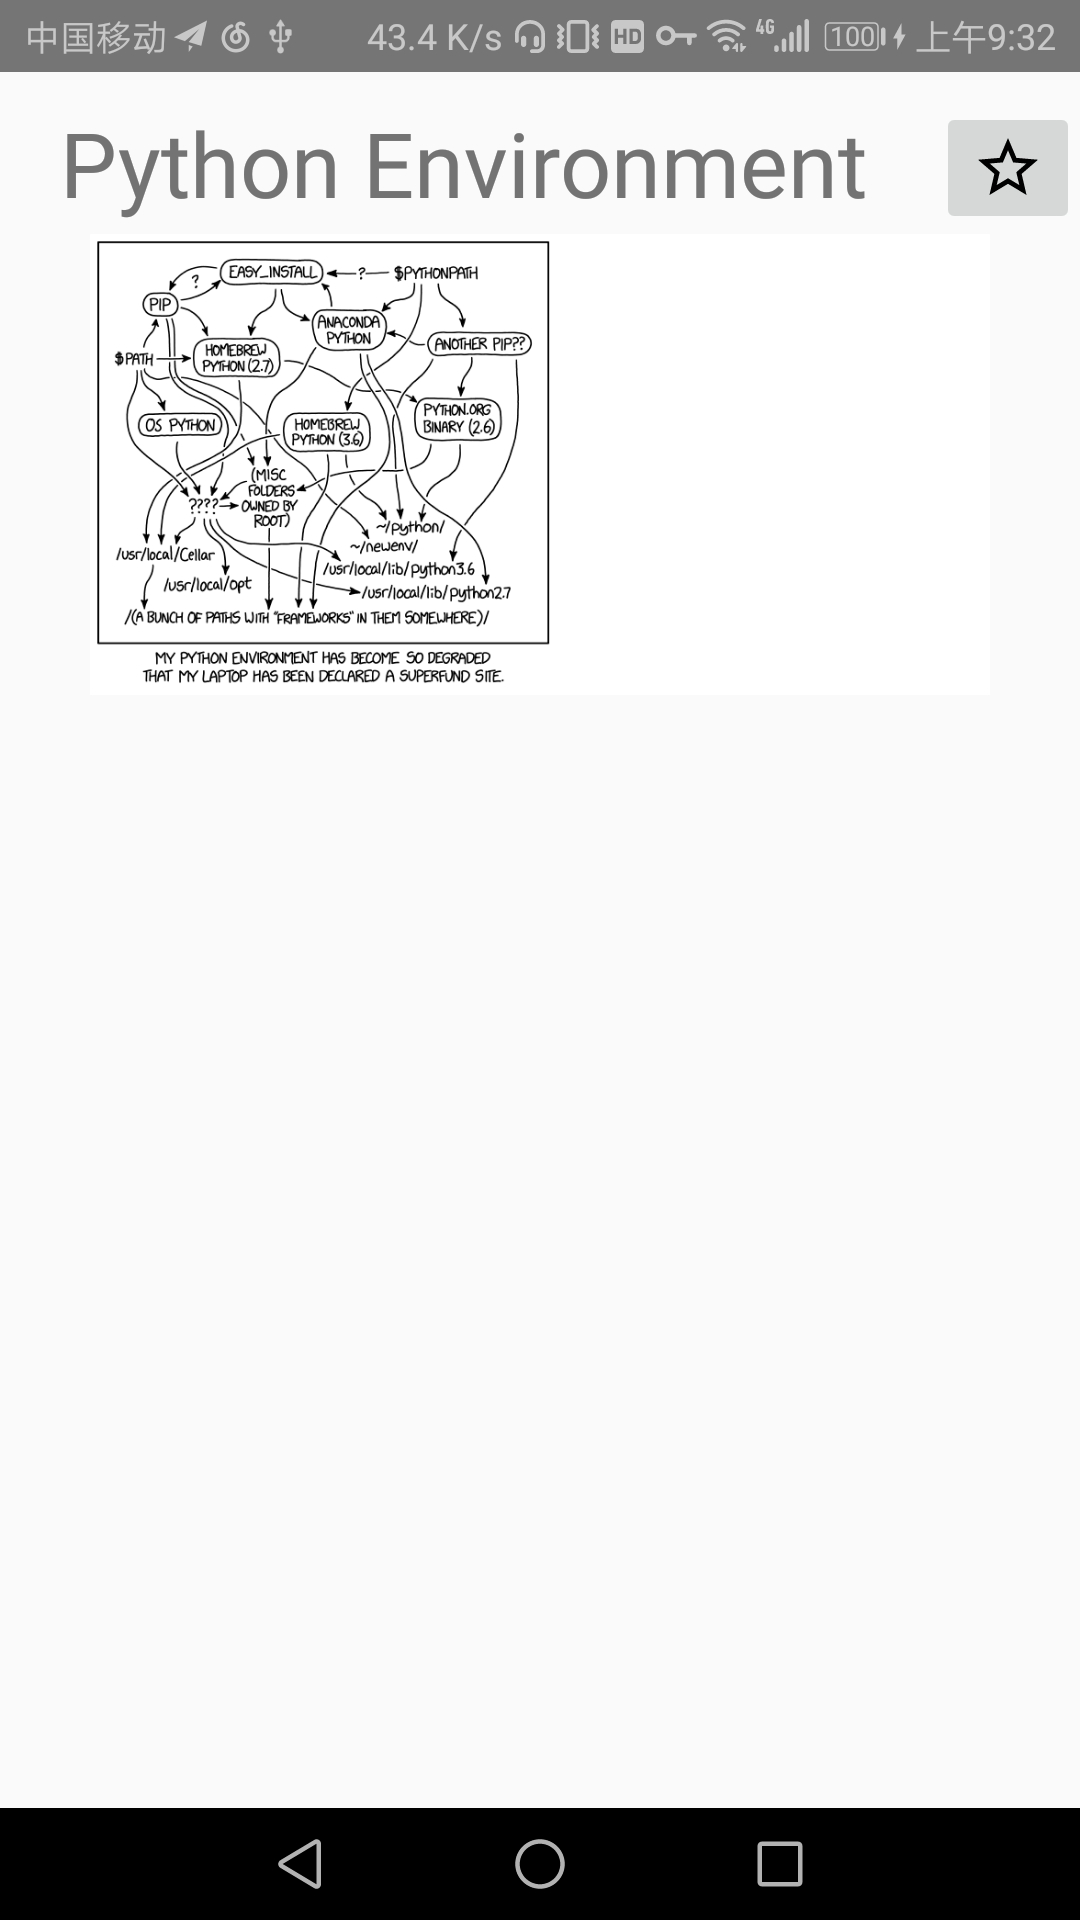 中国移动 43.4 K/s HD 4G 100 上午9:32
Python Environment
EASY_INSTALL
?
$PYTHONPATH
?
PIP
ANACONDA
PYTHON
ANOTHER PIP??
HOMEBREW
PYTHON (2.7)
$PATH
OS PYTHON
HOMEBREW
PYTHON (3.6)
PYTHON.ORG
BINARY (2.6)
(MISC
FOLDERS
OWNED BY
ROOT)
????
~/python/
~/newenv/
/usr/local/Cellar
/usr/local/lib/python3.6
/usr/local/opt
/usr/local/lib/python2.7
/(A BUNCH OF PATHS WITH "FRAMEWORKS" IN THEM SOMEWHERE)/
MY PYTHON ENVIRONMENT HAS BECOME SO DEGRADED
THAT MY LAPTOP HAS BEEN DECLARED A SUPERFUND SITE.